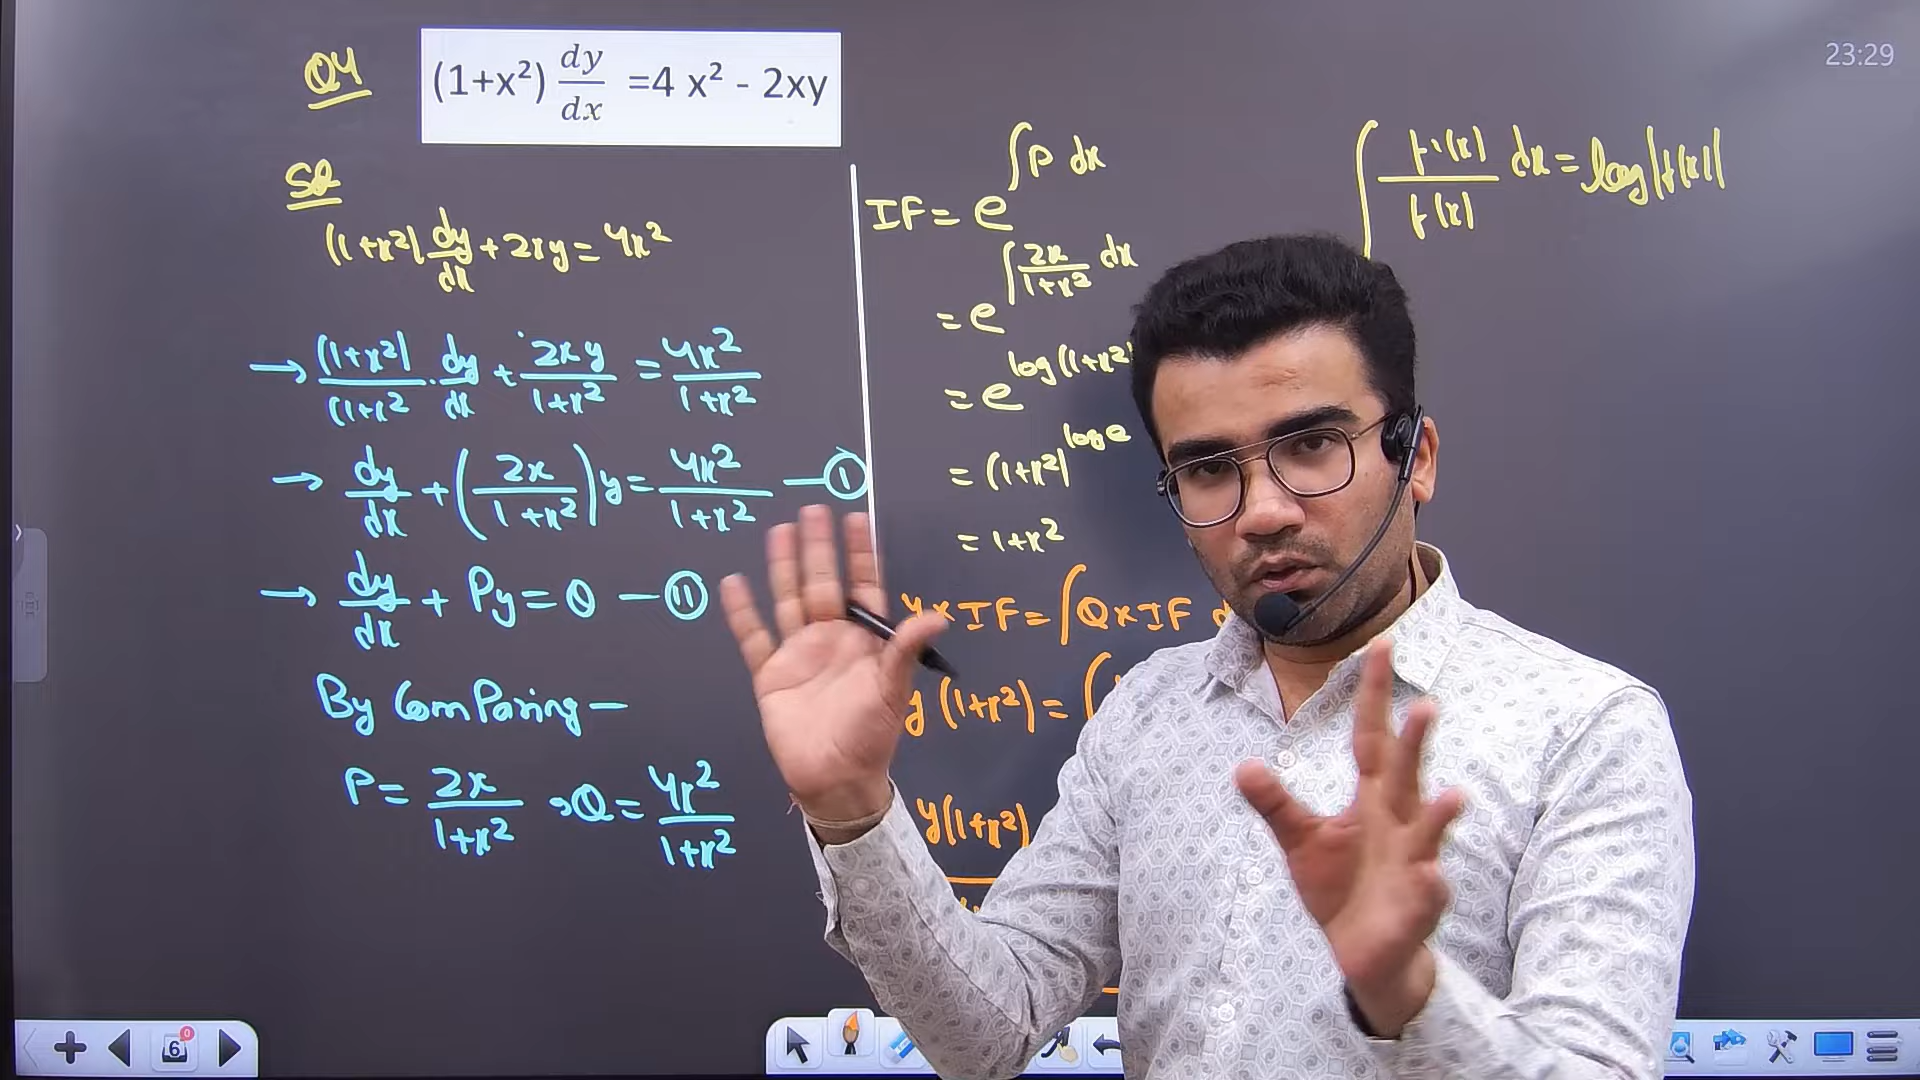 Q4
(1+x²) dy/dx =4 x² - 2xy
23:29
Sol
(1+x²) dy/dx + 2xy = 4x²
→ (1+x²)/(1+x² · dy/dx + 2xy/1+x² = 4x²/1+x²
→ dy/dx + (2x/1+x²)y = 4x²/1+x² — ①
→ dy/dx + Py = Q — ⑪
By Comparing —
P = 2x/1+x² , Q = 4x²/1+x²
IF = e^∫P dx
= e^∫2x/1+x² dx
= e^log(1+x²)
= (1+x²)^log e
= 1+x²
y×IF = ∫Q×IF d
y(1+x²) = ∫
y(1+x²)
∫ f'(x)/f(x) dx = log|f(x)|
6
0